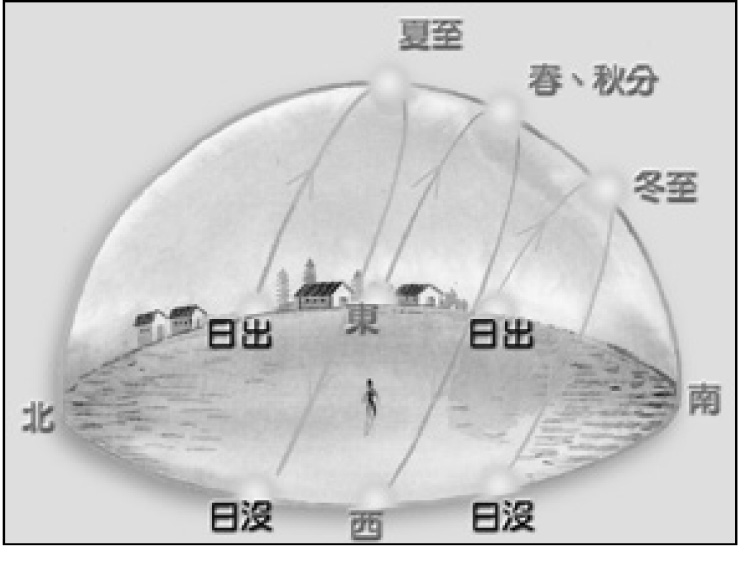 夏至
春、秋分
冬至
日出
東
日出
北
南
日沒
西
日沒